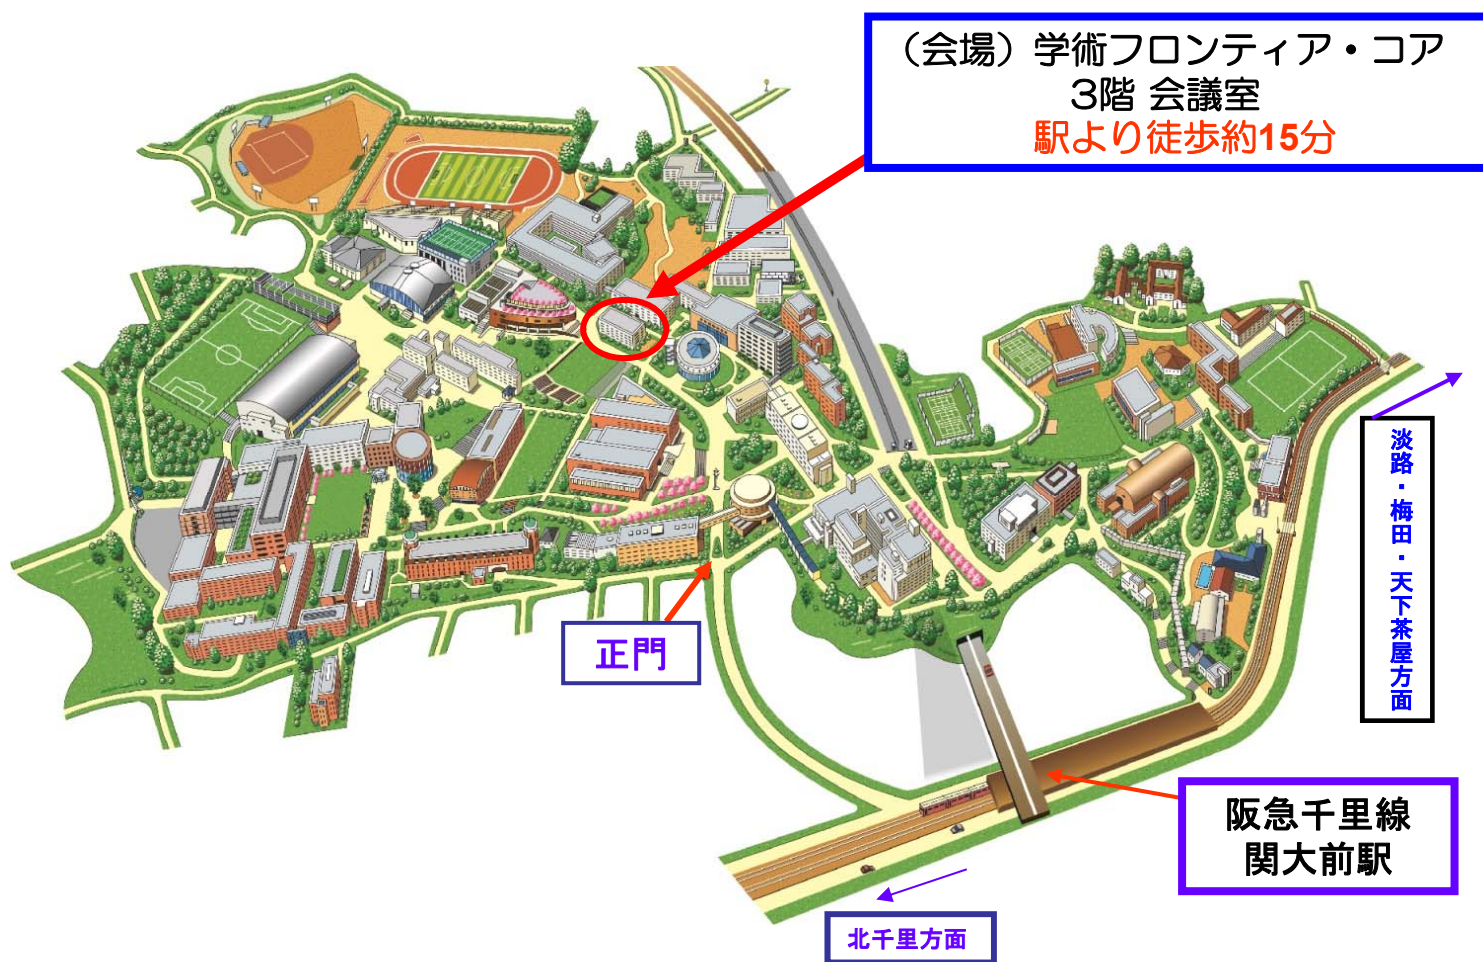 （会場）学術フロンティア・コア
3階 会議室
駅より徒歩約15分
淡路・梅田・天下茶屋方面
正門
阪急千里線
関大前駅
北千里方面